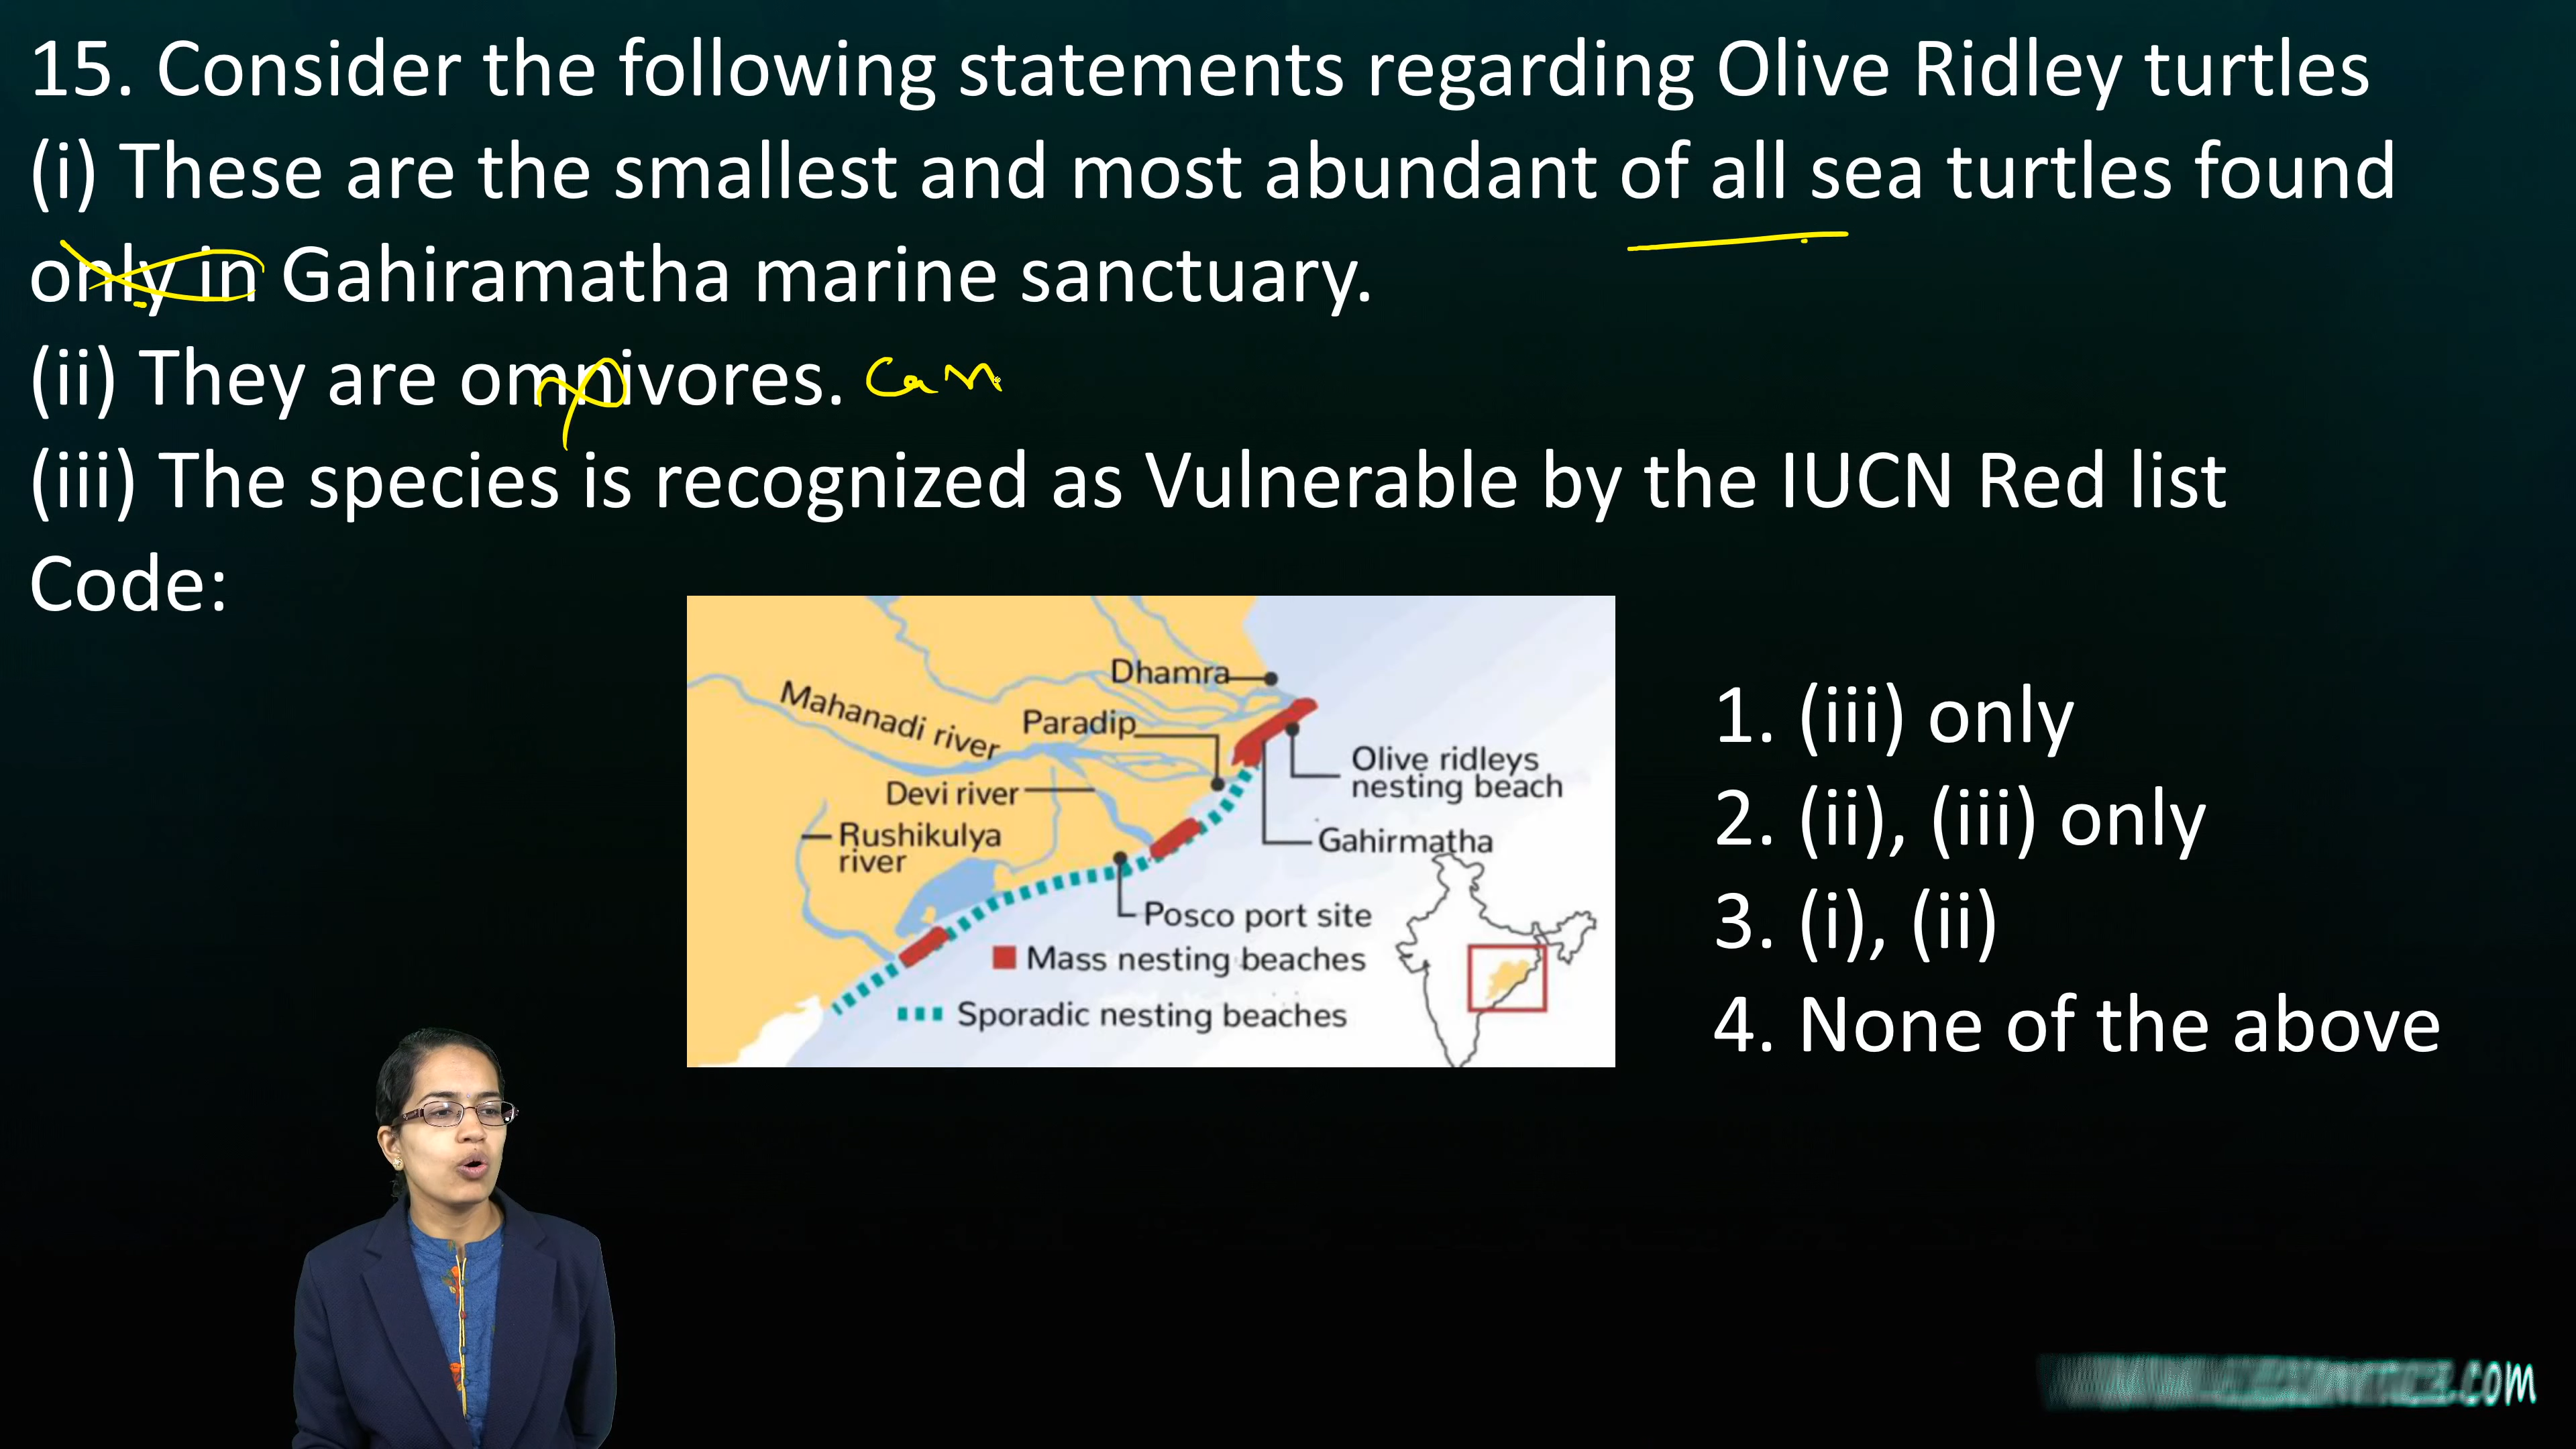 15. Consider the following statements regarding Olive Ridley turtles
(i) These are the smallest and most abundant of all sea turtles found
only in Gahiramatha marine sanctuary.
(ii) They are omnivores. Can
(iii) The species is recognized as Vulnerable by the IUCN Red list
Code:
Dhamra
Mahanadi river
Paradip
Olive ridleys
nesting beach
Devi river
Rushikulya
river
Gahirmatha
Posco port site
Mass nesting beaches
Sporadic nesting beaches
1. (iii) only
2. (ii), (iii) only
3. (i), (ii)
4. None of the above
.com